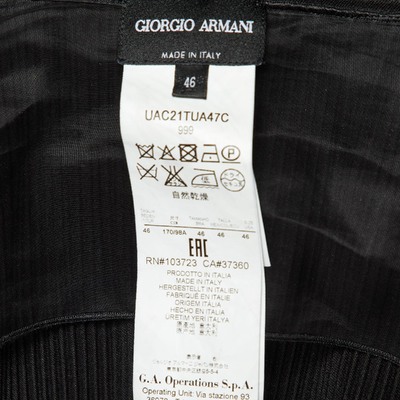 GIORGIO ARMANI
MADE IN ITALY
46
UAC21TUA47C
999
自然乾燥
46 170/98A 46 46 46
EAC
RN#103723 CA#37360
PRODOTTO IN ITALIA
MADE IN ITALY
HERGESTELLT IN ITALIEN
FABRIQUÉ EN ITALIE
ORIGEM ITALIA
HECHO EN ITALIA
URETIM YERI ITALYA
G.A. Operations S.p.A.
Operating Unit: Via stazione 93